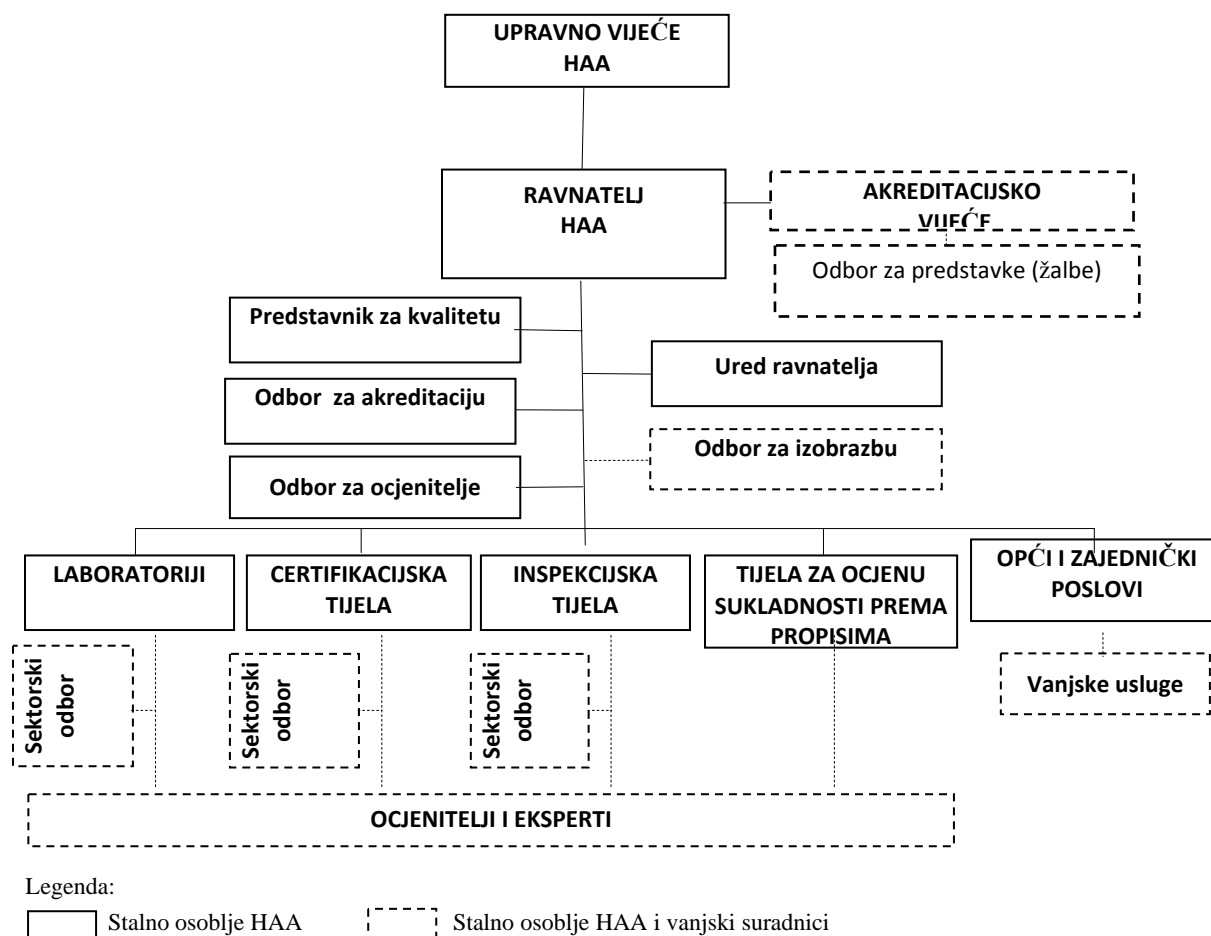 UPRAVNO VIJEĆE
HAA
RAVNATELJ
HAA
AKREDITACIJSKO
VIJEĆE
Odbor za predstavke (žalbe)
Predstavnik za kvalitetu
Ured ravnatelja
Odbor za akreditaciju
Odbor za izobrazbu
Odbor za ocjenitelje
LABORATORIJI
CERTIFIKACIJSKA
TIJELA
INSPEKCIJSKA
TIJELA
TIJELA ZA OCJENU
SUKLADNOSTI PREMA
PROPISIMA
OPĆI I ZAJEDNIČKI
POSLOVI
Sektorski
odbor
Sektorski
odbor
Sektorski
odbor
Vanjske usluge
OCJENITELJI I EKSPERTI
Legenda:
Stalno osoblje HAA
Stalno osoblje HAA i vanjski suradnici